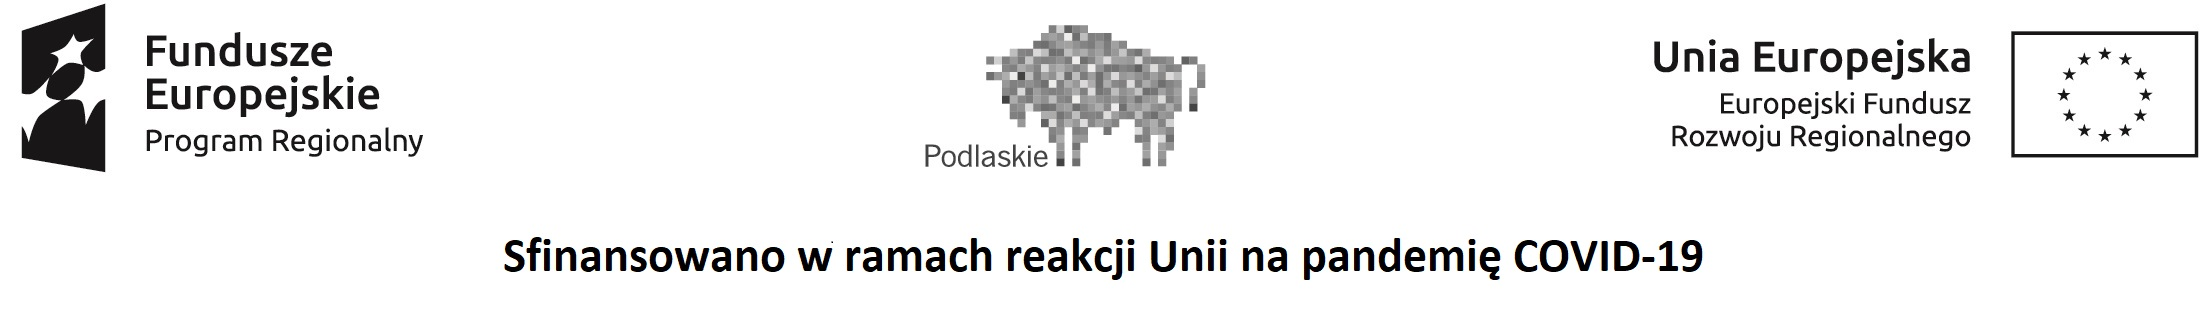 Fundusze
Europejskie
Program Regionalny
Podlaskie
Unia Europejska
Europejski Fundusz
Rozwoju Regionalnego
Sfinansowano w ramach reakcji Unii na pandemię COVID-19